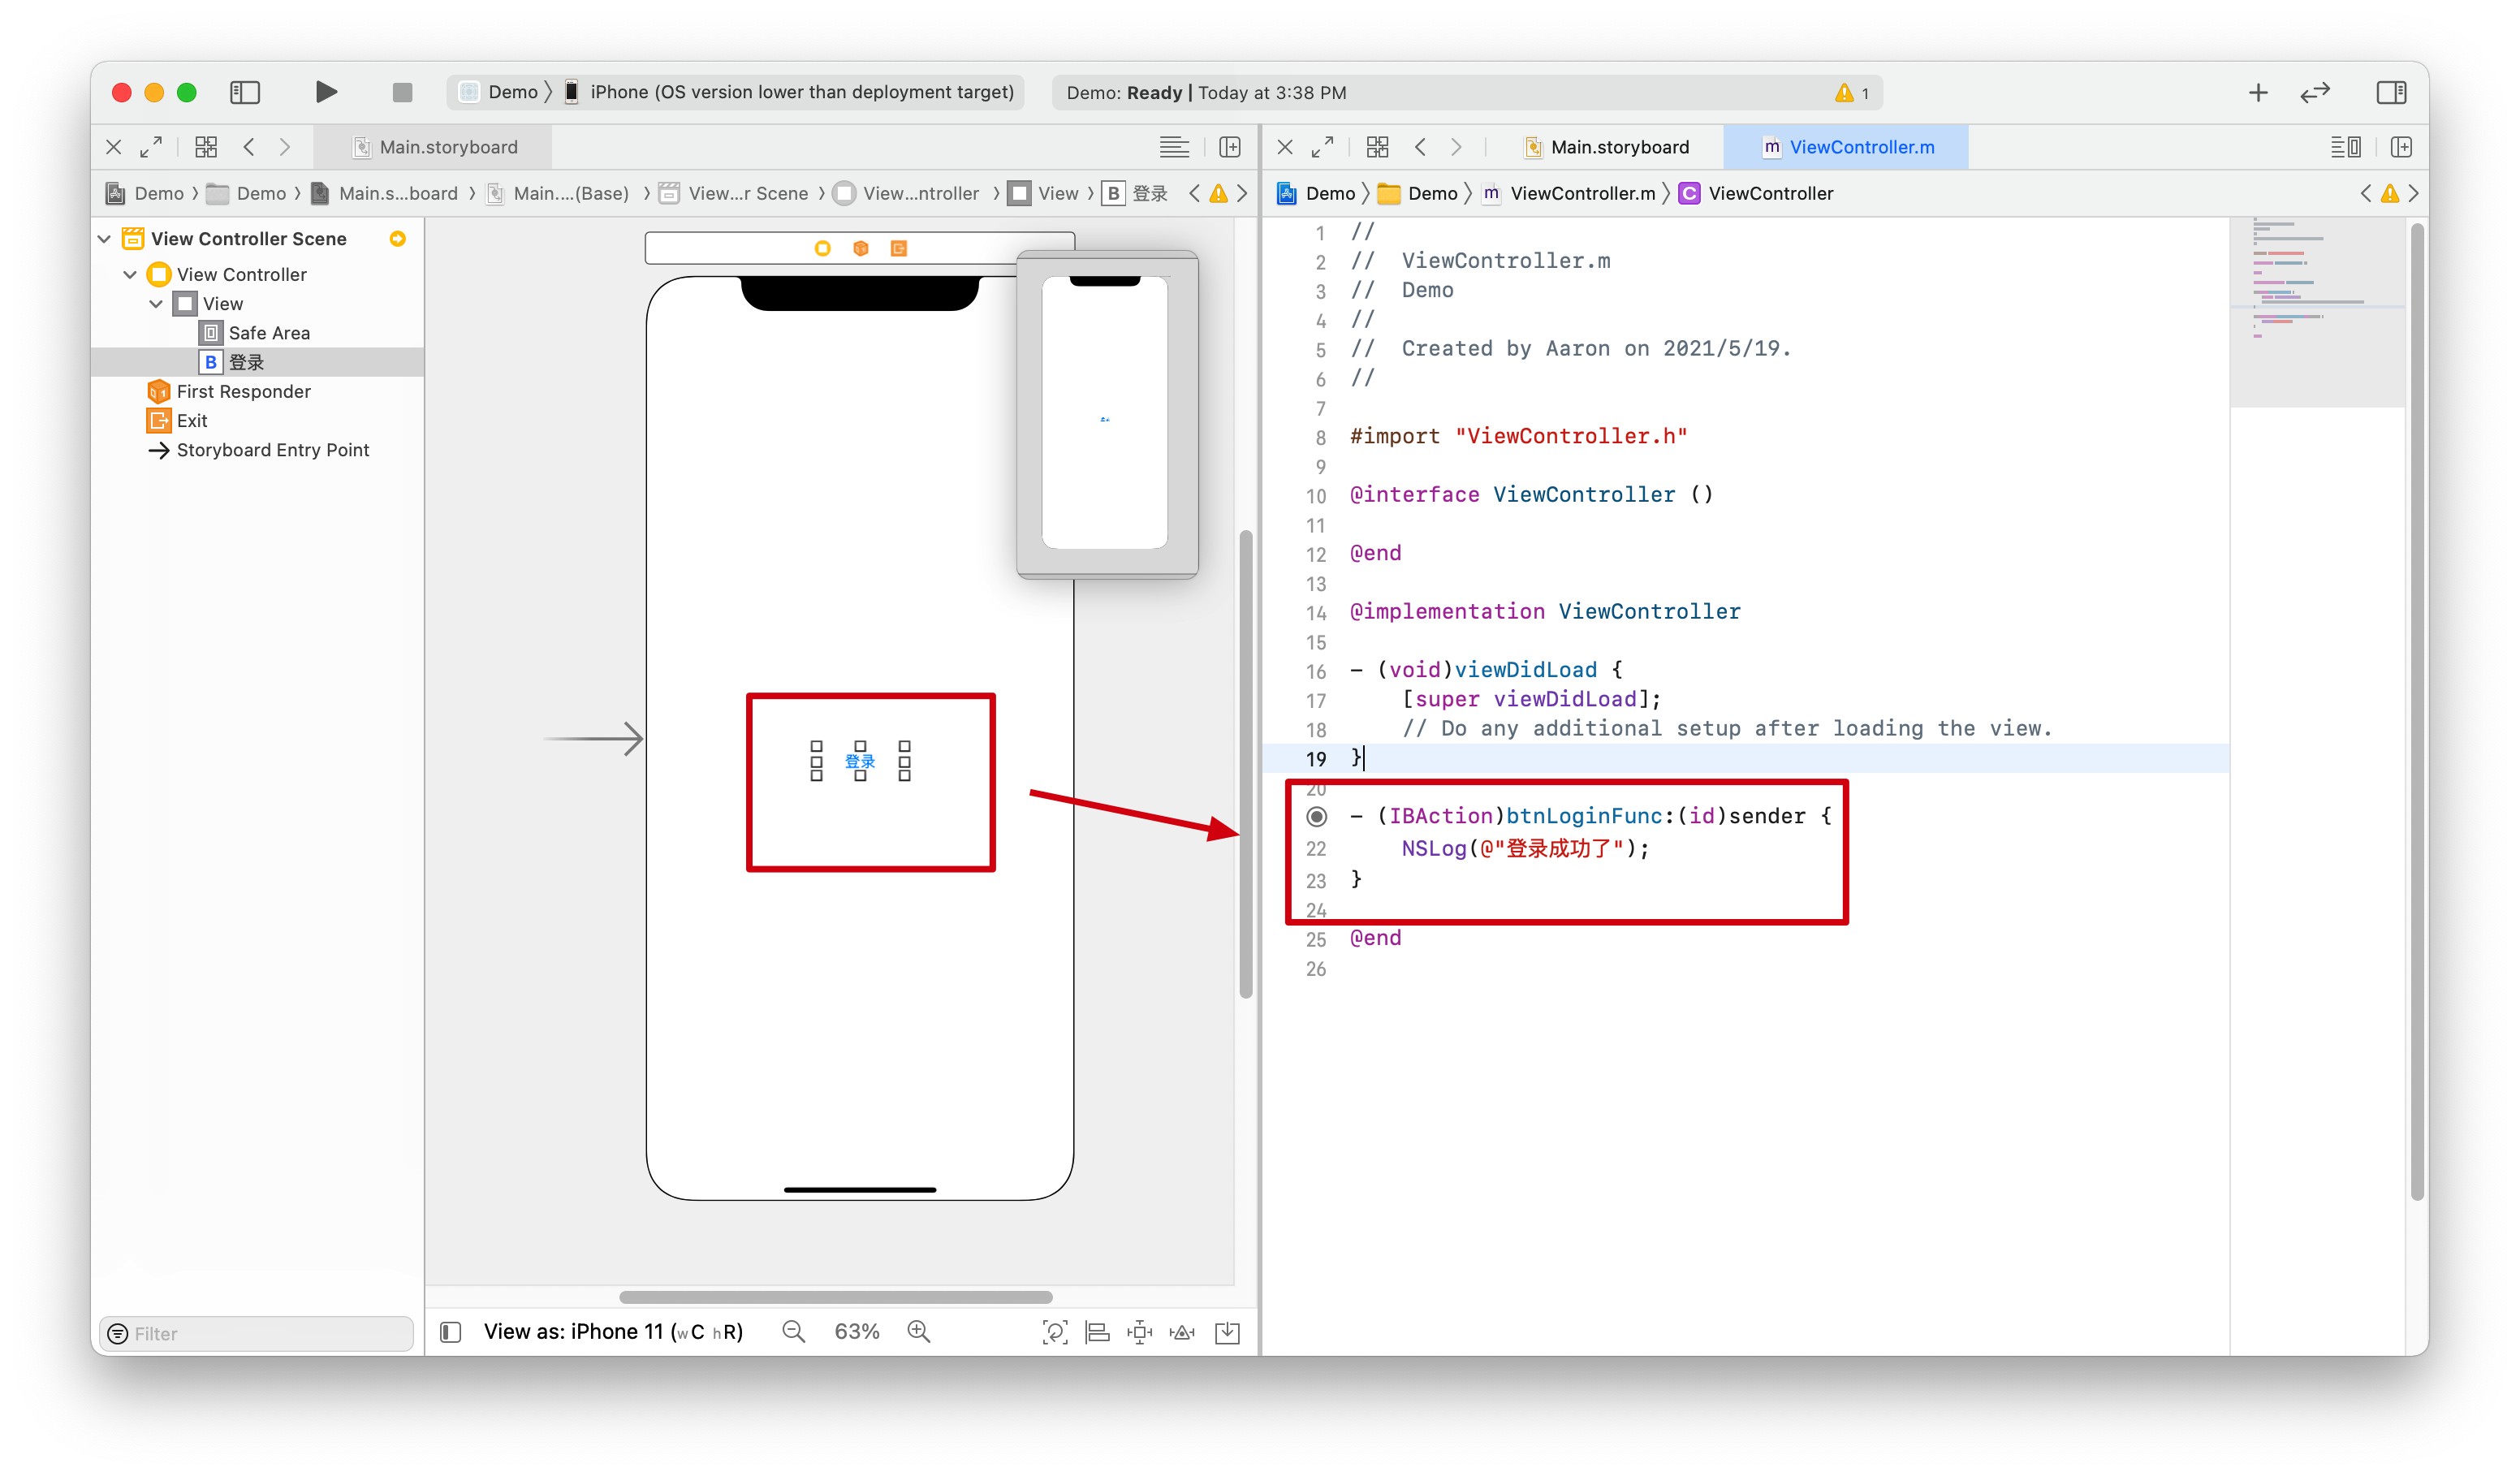 Demo 〉 iPhone (OS version lower than deployment target)
Demo: Ready | Today at 3:38 PM
1
Main.storyboard
Main.storyboard
ViewController.m
Demo 〉 Demo 〉 Main.s...board 〉 Main....(Base) 〉 View...r Scene 〉 View...ntroller 〉 View 〉 B 登录
Demo 〉 Demo 〉 m ViewController.m 〉 C ViewController
View Controller Scene
View Controller
View
Safe Area
B 登录
First Responder
Exit
Storyboard Entry Point
登录
Filter
View as: iPhone 11 (wC hR)
63%
1 //
2 //  ViewController.m
3 //  Demo
4 //
5 //  Created by Aaron on 2021/5/19.
6 //
7
8 #import "ViewController.h"
9
10 @interface ViewController ()
11
12 @end
13
14 @implementation ViewController
15
16 - (void)viewDidLoad {
17     [super viewDidLoad];
18     // Do any additional setup after loading the view.
19 }
20
- (IBAction)btnLoginFunc:(id)sender {
22     NSLog(@"登录成功了");
23 }
24
25 @end
26